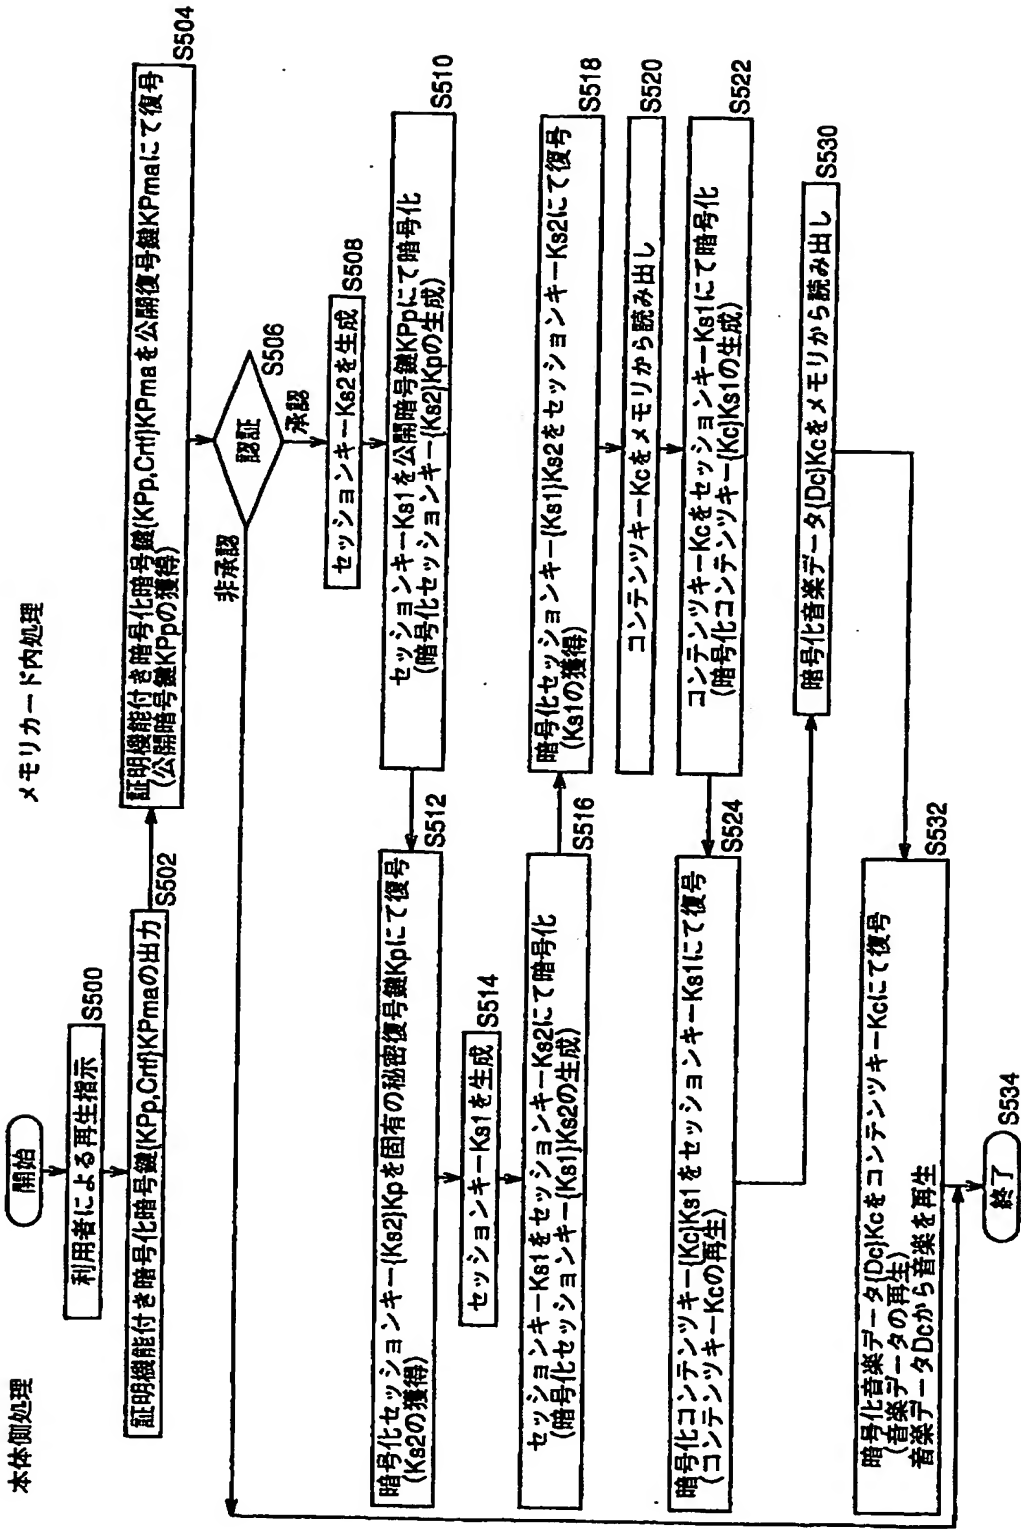 本体側処理
メモリカード内処理
開始
利用者による再生指示
S500
証明機能付き暗号化暗号鍵{KPp,Crtf}KPmaの出力
S502
証明機能付き暗号化暗号鍵{KPp,Crtf}KPmaを公開復号鍵KPmaにて復号
(公開暗号鍵KPpの獲得)
S504
認証
S506
非承認
承認
セッションキーKs2を生成
S508
セッションキーKs1を公開暗号鍵KPpにて暗号化
(暗号化セッションキー{Ks2}Kpの生成)
S510
暗号化セッションキー{Ks2}Kpを固有の秘密復号鍵Kpにて復号
(Ks2の獲得)
S512
セッションキーKs1を生成
S514
セッションキーKs1をセッションキーKs2にて暗号化
(暗号化セッションキー{Ks1}Ks2の生成)
S516
暗号化セッションキー{Ks1}Ks2をセッションキーKs2にて復号
(Ks1の獲得)
S518
コンテンツキーKcをメモリから読み出し
S520
コンテンツキーKcをセッションキーKs1にて暗号化
(暗号化コンテンツキー{Kc}Ks1の生成)
S522
暗号化コンテンツキー{Kc}Ks1をセッションキーKs1にて復号
(コンテンツキーKcの再生)
S524
暗号化音楽データ{Dc}Kcをメモリから読み出し
S530
暗号化音楽データ{Dc}KcをコンテンツキーKcにて復号
(音楽データの再生)
音楽データDcから音楽を再生
S532
終了
S534